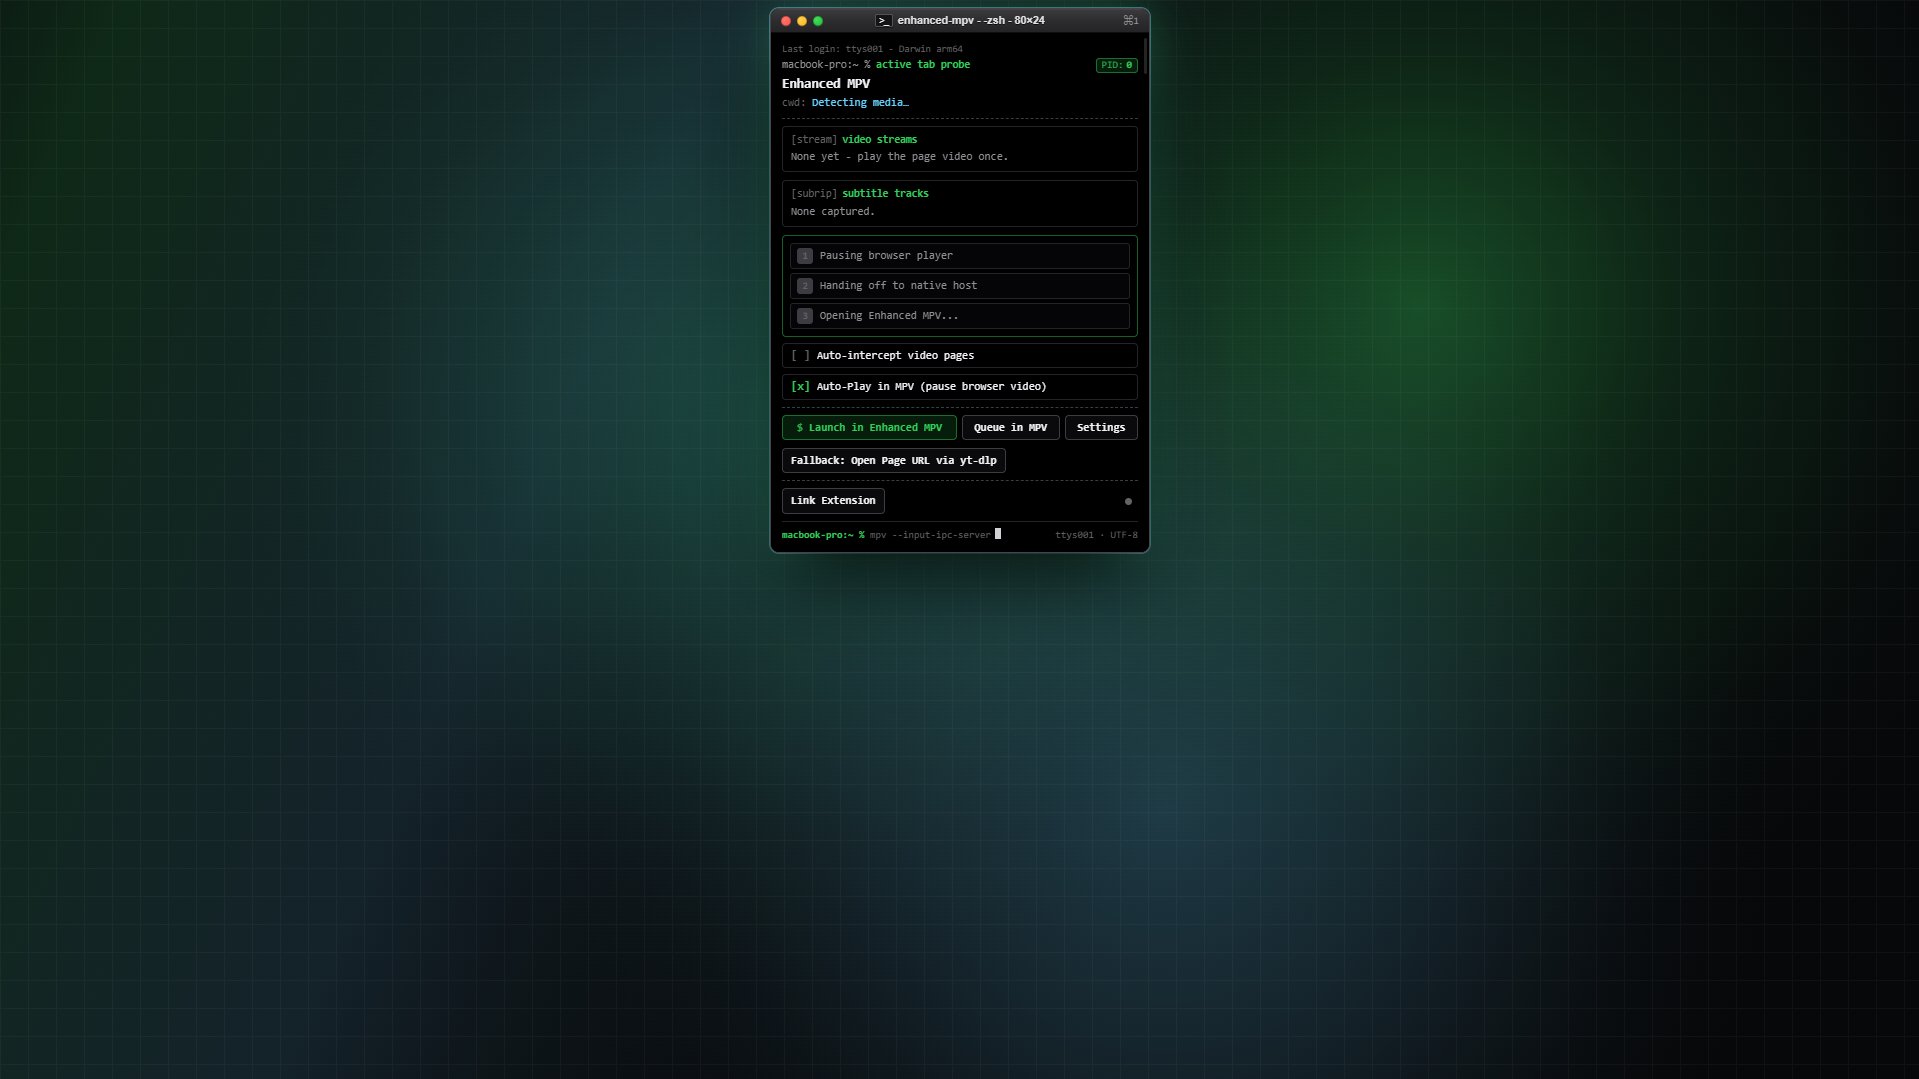 >_ enhanced-mpv - -zsh - 80×24 ⌘1
Last login: ttys001 - Darwin arm64
macbook-pro:~ % active tab probe PID: 0
Enhanced MPV
cwd: Detecting media…
[stream] video streams
None yet - play the page video once.
[subrip] subtitle tracks
None captured.
1 Pausing browser player
2 Handing off to native host
3 Opening Enhanced MPV...
[ ] Auto-intercept video pages
[x] Auto-Play in MPV (pause browser video)
$ Launch in Enhanced MPV Queue in MPV Settings
Fallback: Open Page URL via yt-dlp
Link Extension
macbook-pro:~ % mpv --input-ipc-server ttys001 · UTF-8